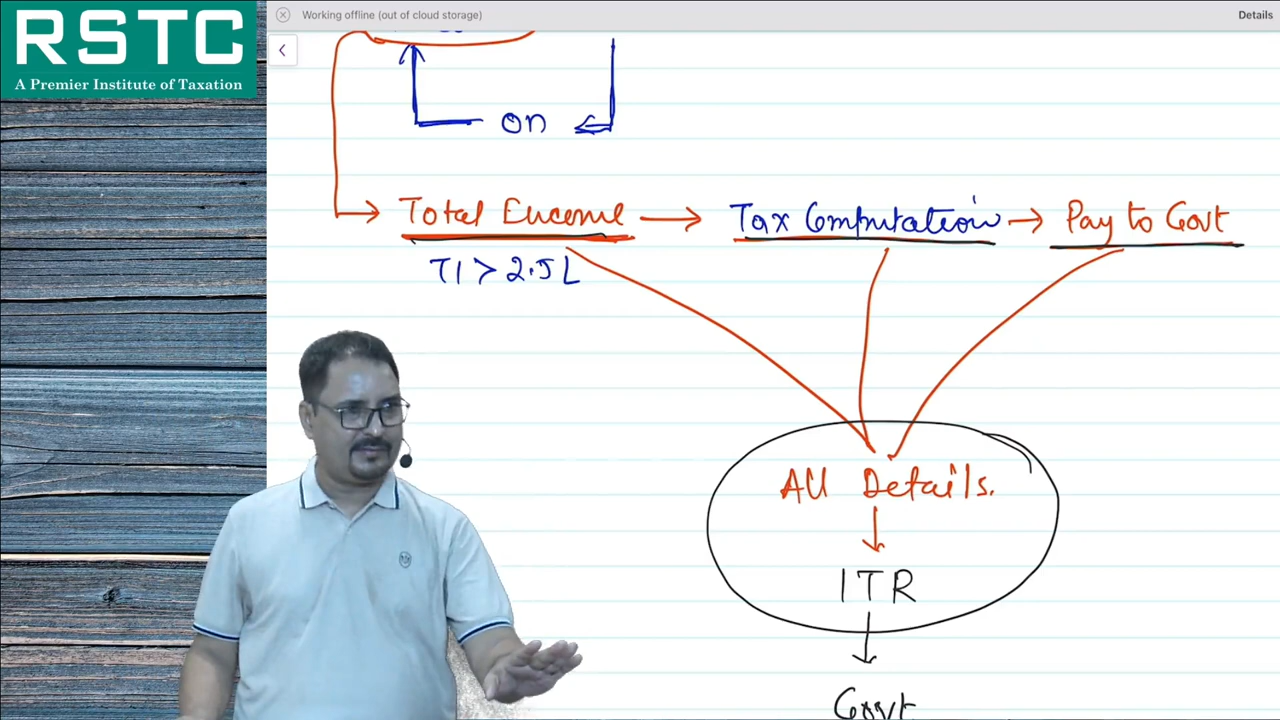 RSTC
A Premier Institute of Taxation
Working offline (out of cloud storage)
Details
on
Total Income → Tax Computation → Pay to Govt
TI > 2.5L
All Details.
ITR
Govt